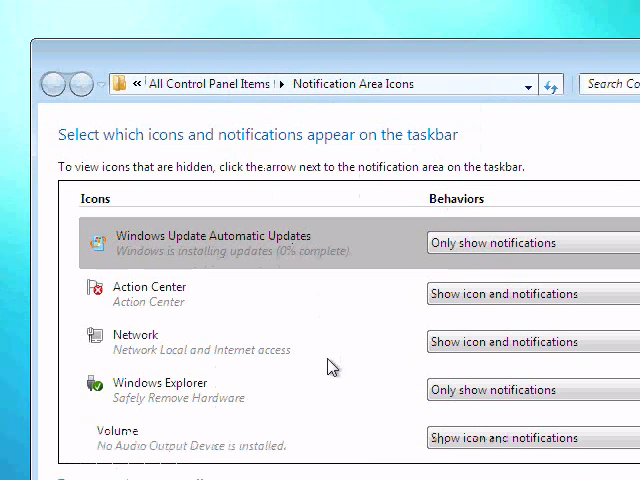 « All Control Panel Items Notification Area Icons Search Co
Select which icons and notifications appear on the taskbar
To view icons that are hidden, click the arrow next to the notification area on the taskbar.
Icons Behaviors
Windows Update Automatic Updates
Windows is installing updates (0% complete)
Only show notifications
Action Center
Action Center
Show icon and notifications
Network
Network Local and Internet access
Show icon and notifications
Windows Explorer
Safely Remove Hardware
Only show notifications
Volume
No Audio Output Device is installed.
Show icon and notifications